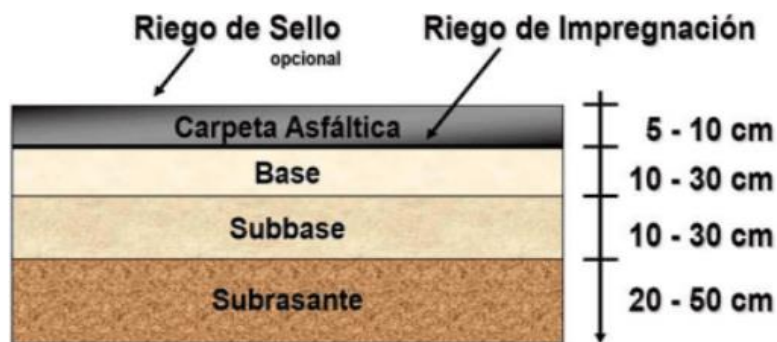 Riego de Sello
opcional
Riego de Impregnación
Carpeta Asfáltica
5 - 10 cm
Base
10 - 30 cm
Subbase
10 - 30 cm
Subrasante
20 - 50 cm